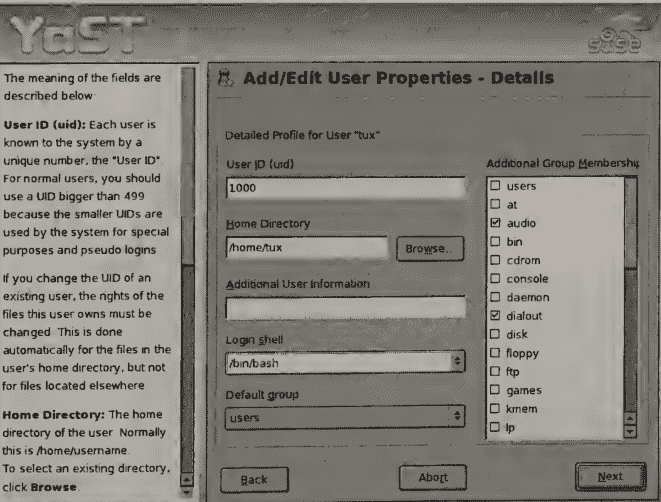 YaST
suse
The meaning of the fields are
described below
User ID (uid): Each user is
known to the system by a
unique number, the "User ID".
For normal users, you should
use a UID bigger than 499
because the smaller UIDs are
used by the system for special
purposes and pseudo logins
If you change the UID of an
existing user, the rights of the
files this user owns must be
changed This is done
automatically for the files in the
user's home directory, but not
for files located elsewhere
Home Directory: The home
directory of the user Normally
this is /home/username.
To select an existing directory,
click Browse
Add/Edit User Properties - Details
Detailed Profile for User "tux"
User ID (uid)
1000
Home Directory
/home/tux
Browse..
Additional User Information
Login shell
/bin/bash
Default group
users
Additional Group Membership
users
at
audio
bin
cdrom
console
daemon
dialout
disk
floppy
ftp
games
kmem
lp
Back
Abort
Next